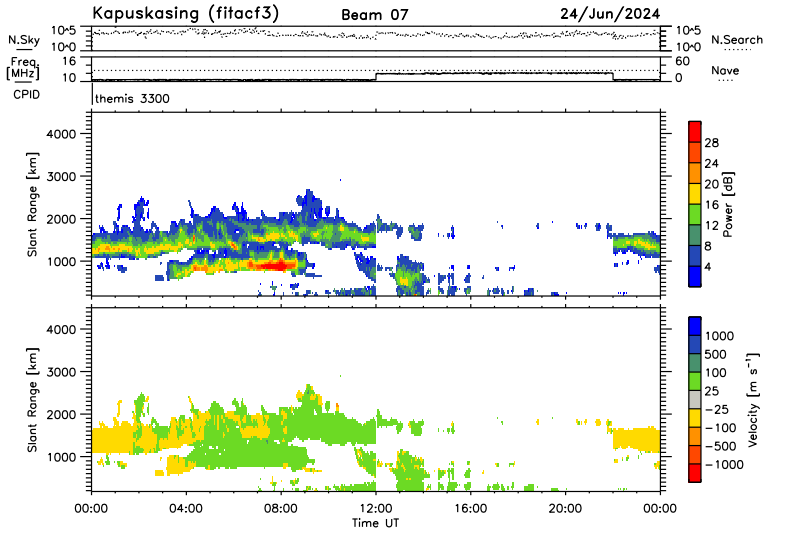 Kapuskasing (fitacf3) Beam 07 24/Jun/2024
N.Sky 10^5 10^0 10^5 10^0 N.Search
Freq. [MHz] 16 10 60 0 Nave
CPID themis 3300
Slant Range [km] 4000 3000 2000 1000
28 24 20 16 12 8 4 Power [dB]
Slant Range [km] 4000 3000 2000 1000
1000 500 100 25 -25 -100 -500 -1000 Velocity [m s⁻¹]
00:00 04:00 08:00 12:00 16:00 20:00 00:00
Time UT